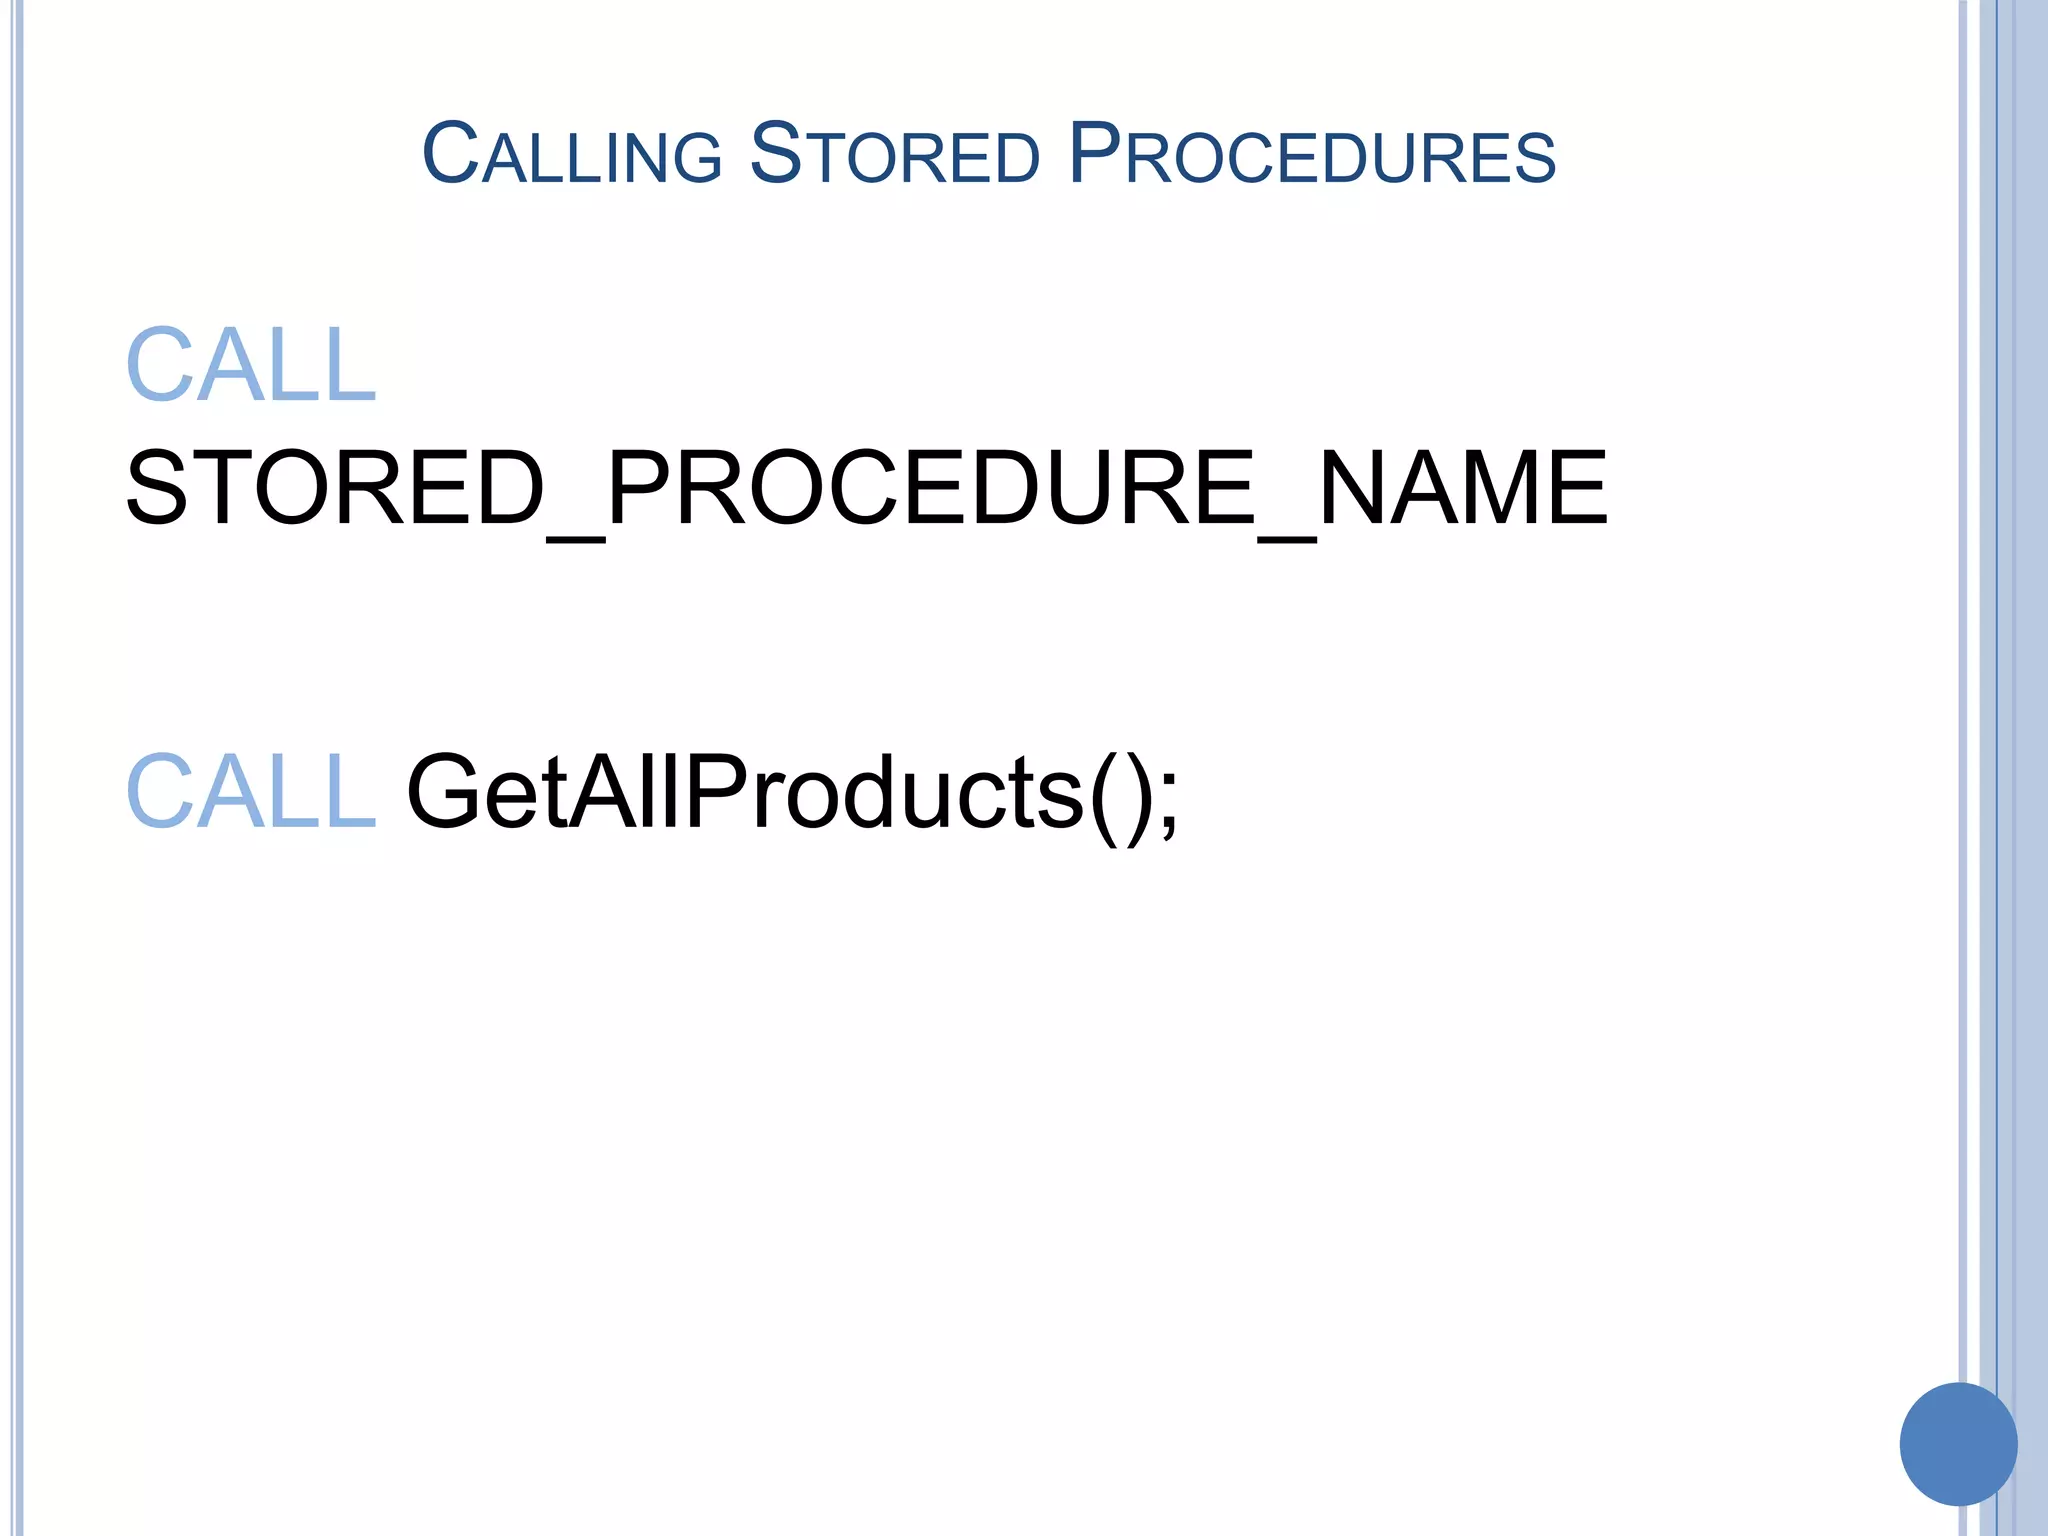 Calling Stored Procedures
CALL
STORED_PROCEDURE_NAME
CALL GetAllProducts();